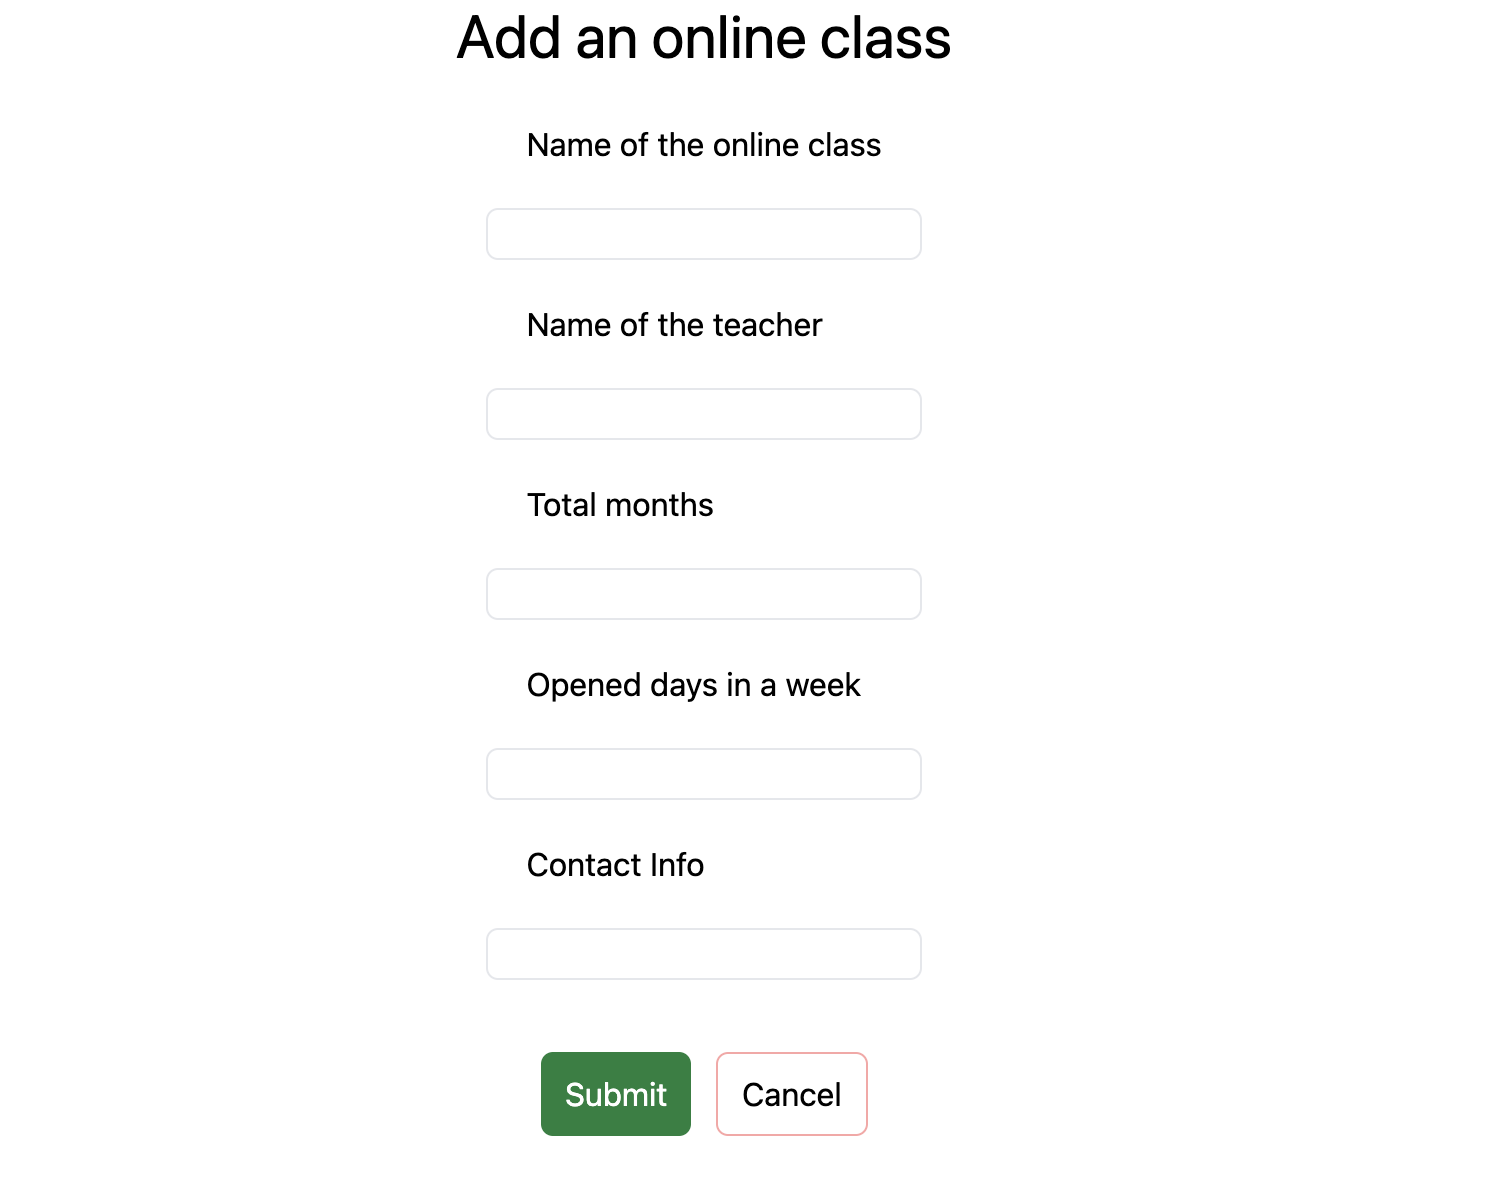 Add an online class
Name of the online class
Name of the teacher
Total months
Opened days in a week
Contact Info
Submit
Cancel